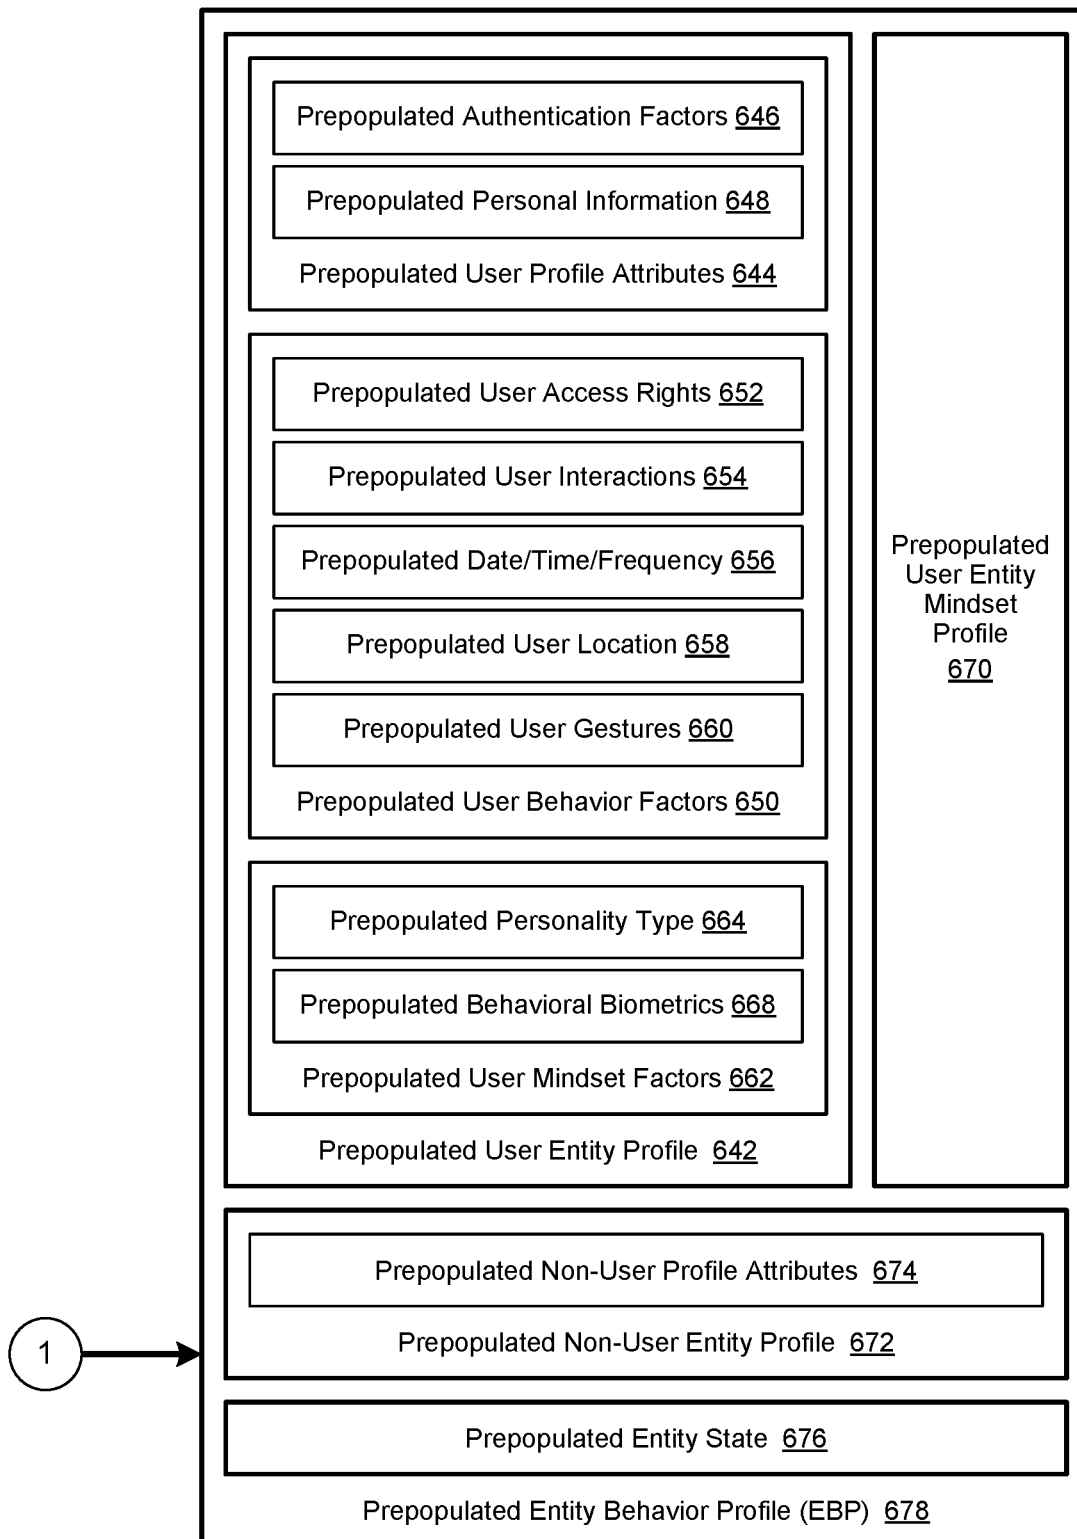 Prepopulated Authentication Factors 646
Prepopulated Personal Information 648
Prepopulated User Profile Attributes 644
Prepopulated User Access Rights 652
Prepopulated User Interactions 654
Prepopulated Date/Time/Frequency 656
Prepopulated User Location 658
Prepopulated User Gestures 660
Prepopulated User Behavior Factors 650
Prepopulated Personality Type 664
Prepopulated Behavioral Biometrics 668
Prepopulated User Mindset Factors 662
Prepopulated User Entity Profile 642
Prepopulated
User Entity
Mindset
Profile
670
Prepopulated Non-User Profile Attributes 674
Prepopulated Non-User Entity Profile 672
1
Prepopulated Entity State 676
Prepopulated Entity Behavior Profile (EBP) 678